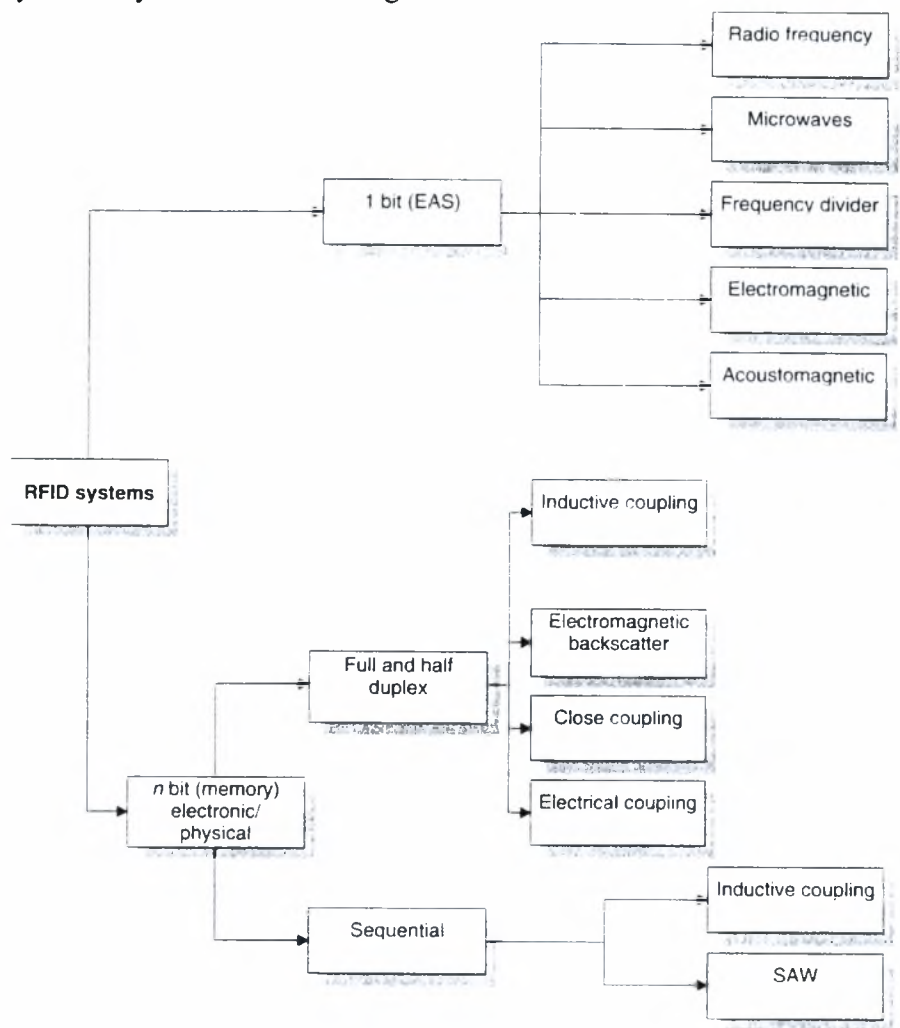 Radio frequency
Microwaves
1 bit (EAS)
Frequency divider
Electromagnetic
Acoustomagnetic
RFID systems
Inductive coupling
Electromagnetic
backscatter
Full and half
duplex
Close coupling
n bit (memory)
electronic/
physical
Electrical coupling
Sequential
Inductive coupling
SAW